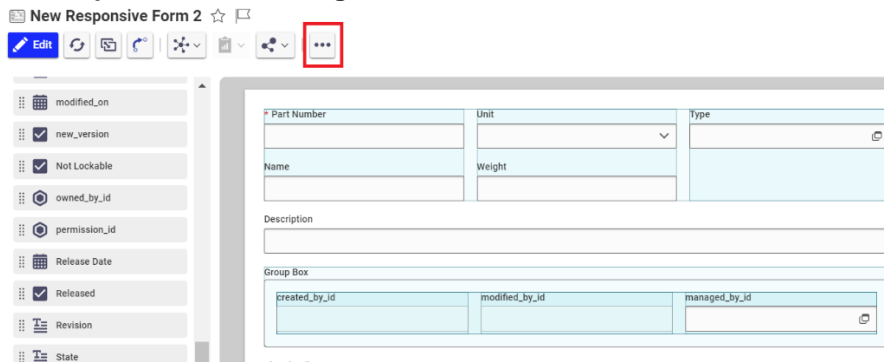 New Responsive Form 2
Edit
modified_on
new_version
Not Lockable
owned_by_id
permission_id
Release Date
Released
Revision
State
* Part Number
Unit
Type
Name
Weight
Description
Group Box
created_by_id
modified_by_id
managed_by_id